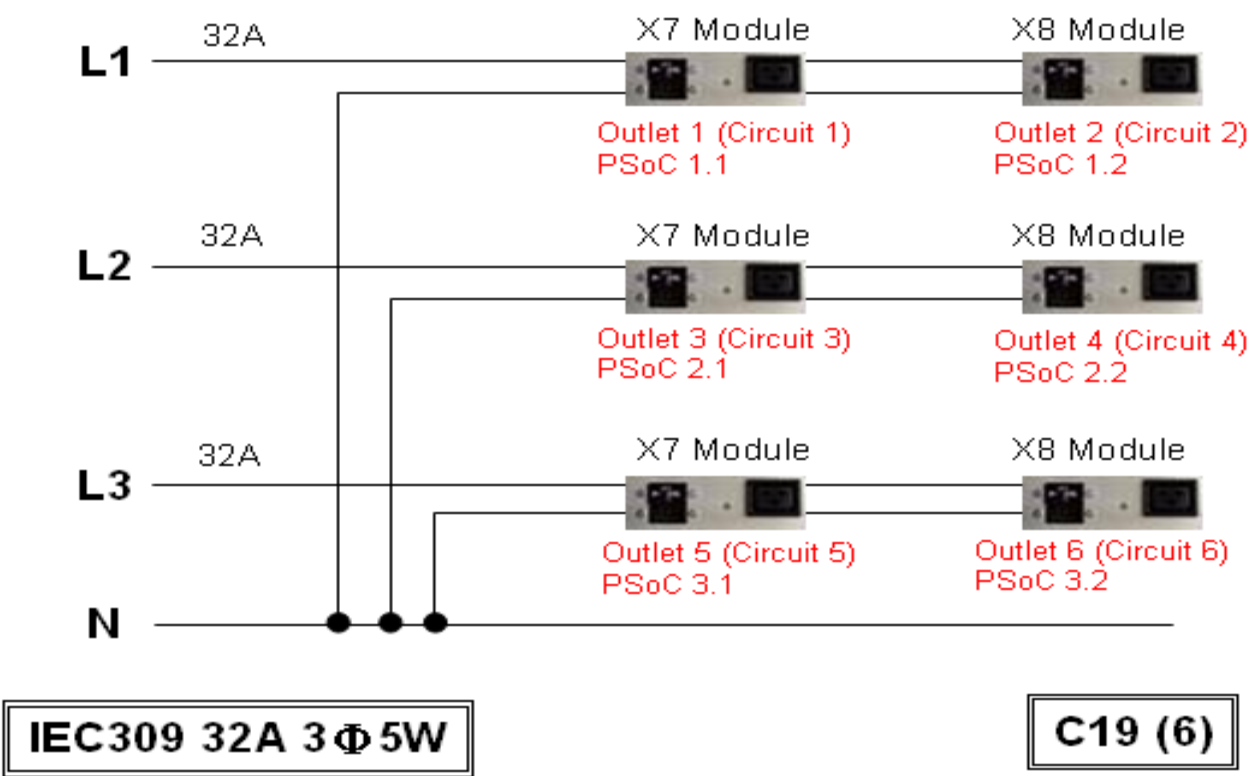 32A
X7 Module
X8 Module
L1
Outlet 1 (Circuit 1)
PSoC 1.1
Outlet 2 (Circuit 2)
PSoC 1.2
32A
X7 Module
X8 Module
L2
Outlet 3 (Circuit 3)
PSoC 2.1
Outlet 4 (Circuit 4)
PSoC 2.2
32A
X7 Module
X8 Module
L3
Outlet 5 (Circuit 5)
PSoC 3.1
Outlet 6 (Circuit 6)
PSoC 3.2
N
IEC309 32A 3Φ5W
C19 (6)